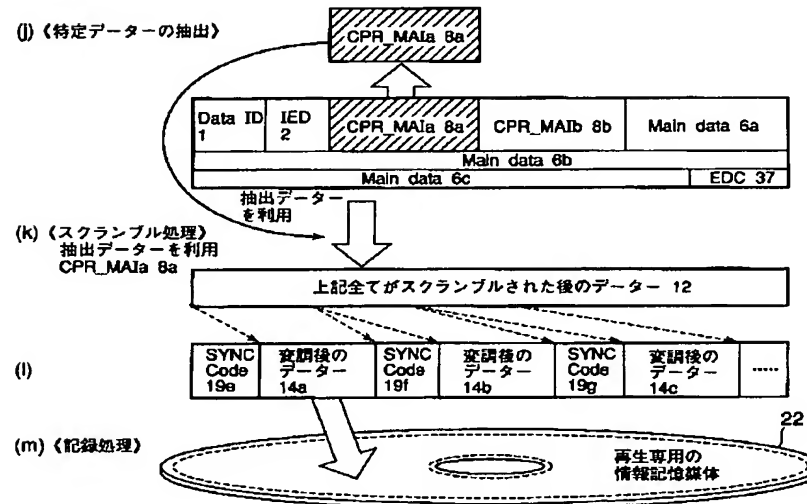 (j)《特定データーの抽出》
CPR_MAIa 8a
Data ID
1
IED
2
CPR_MAIa 8a
CPR_MAIb 8b
Main data 6a
Main data 6b
Main data 6c
EDC 37
抽出データー
を利用
(k)《スクランブル処理》
抽出データーを利用
CPR_MAIa 8a
上記全てがスクランブルされた後のデーター 12
(l)
SYNC
Code
19e
変調後の
データー
14a
SYNC
Code
19f
変調後の
データー
14b
SYNC
Code
19g
変調後の
データー
14c
.....
(m)《記録処理》
22
再生専用の
情報記憶媒体